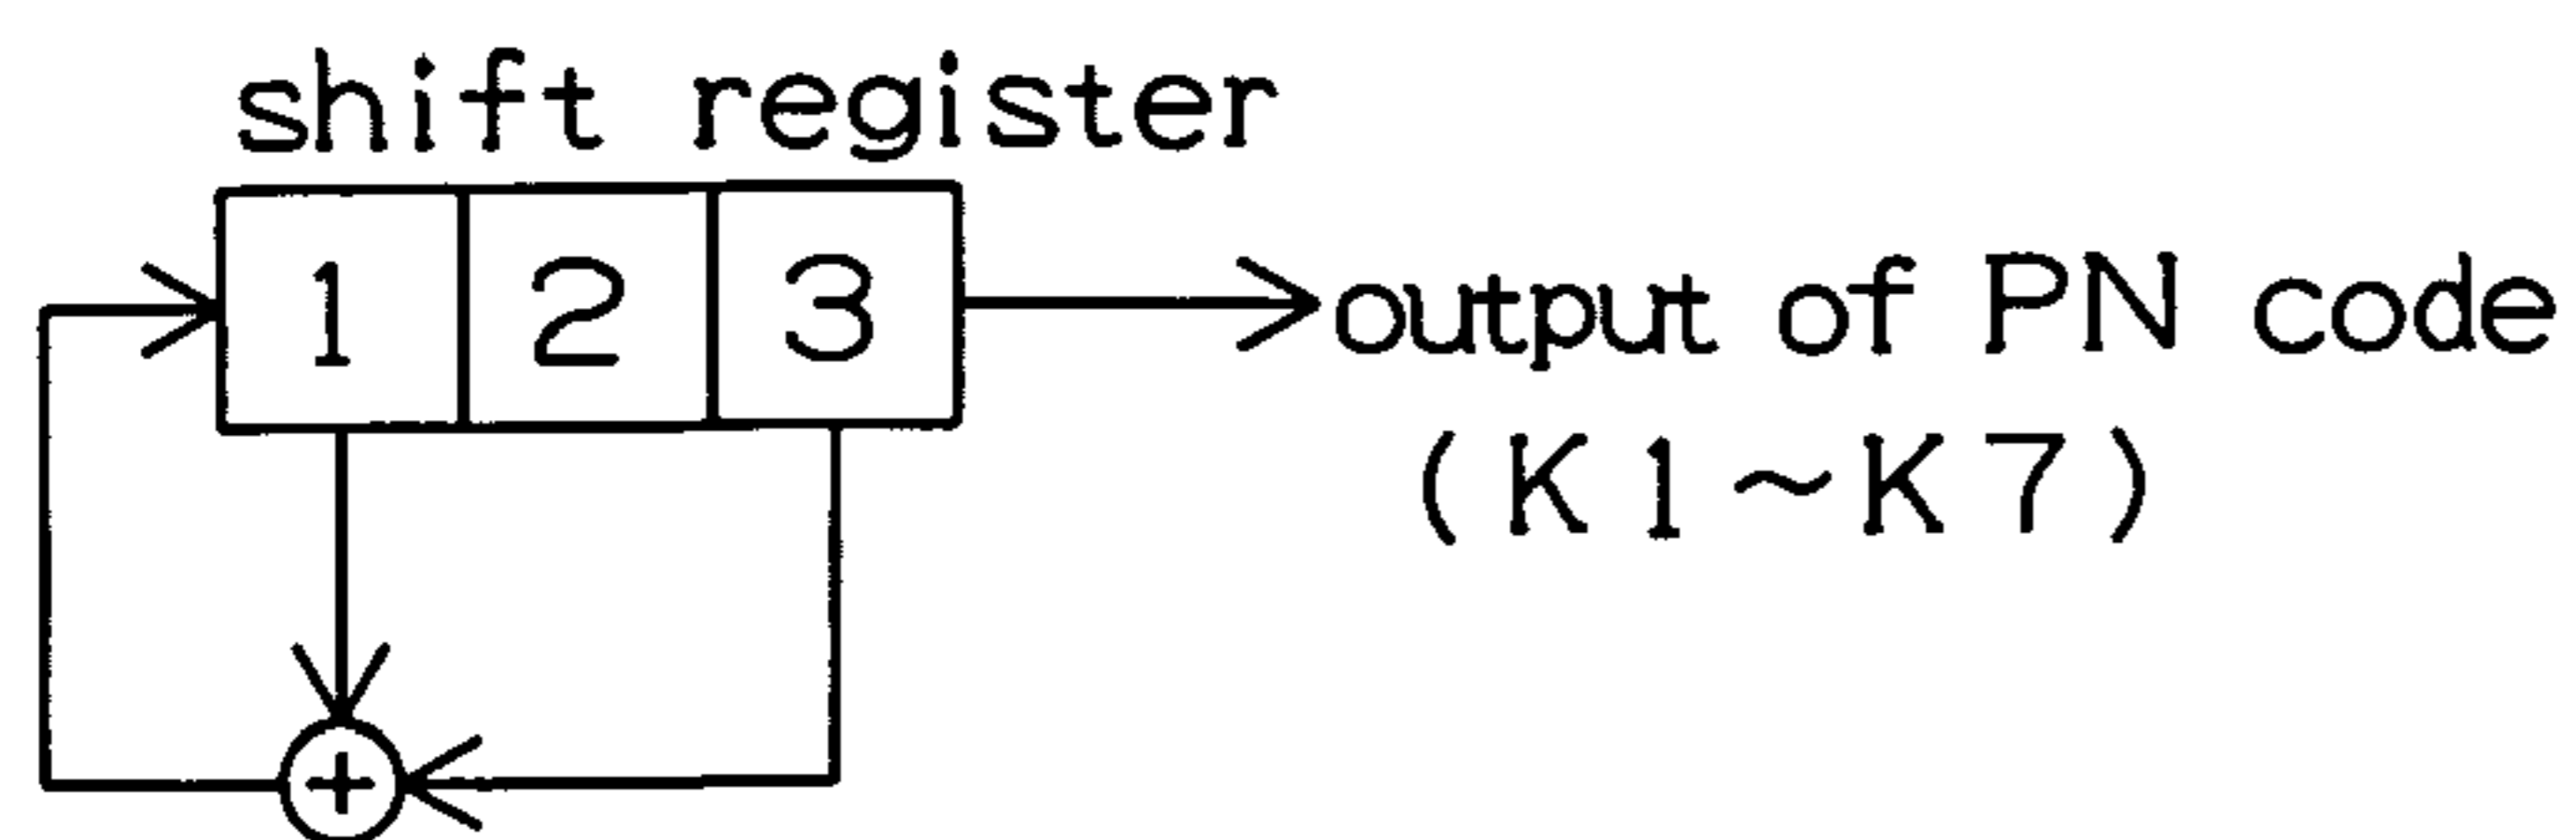 shift register
1 2 3
output of PN code
(K1~K7)
+